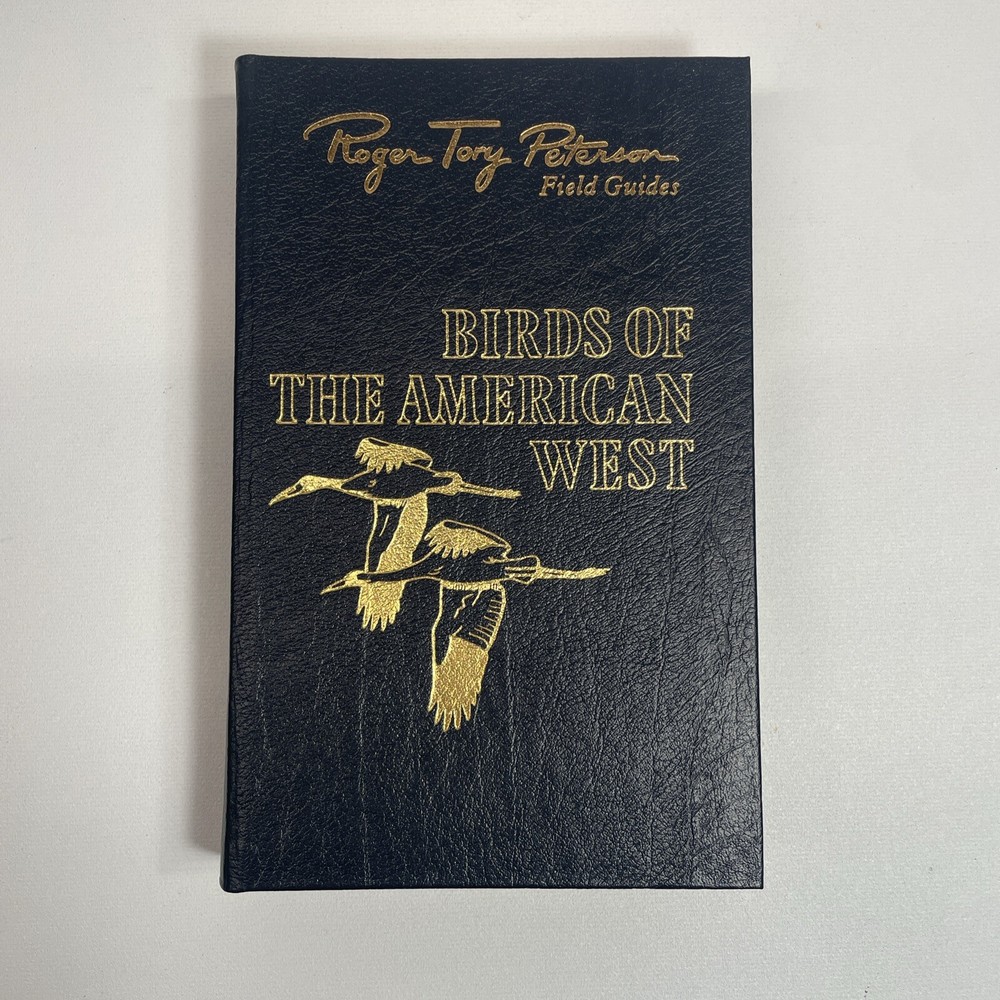 Roger Tory Peterson
Field Guides
BIRDS OF
THE AMERICAN
WEST